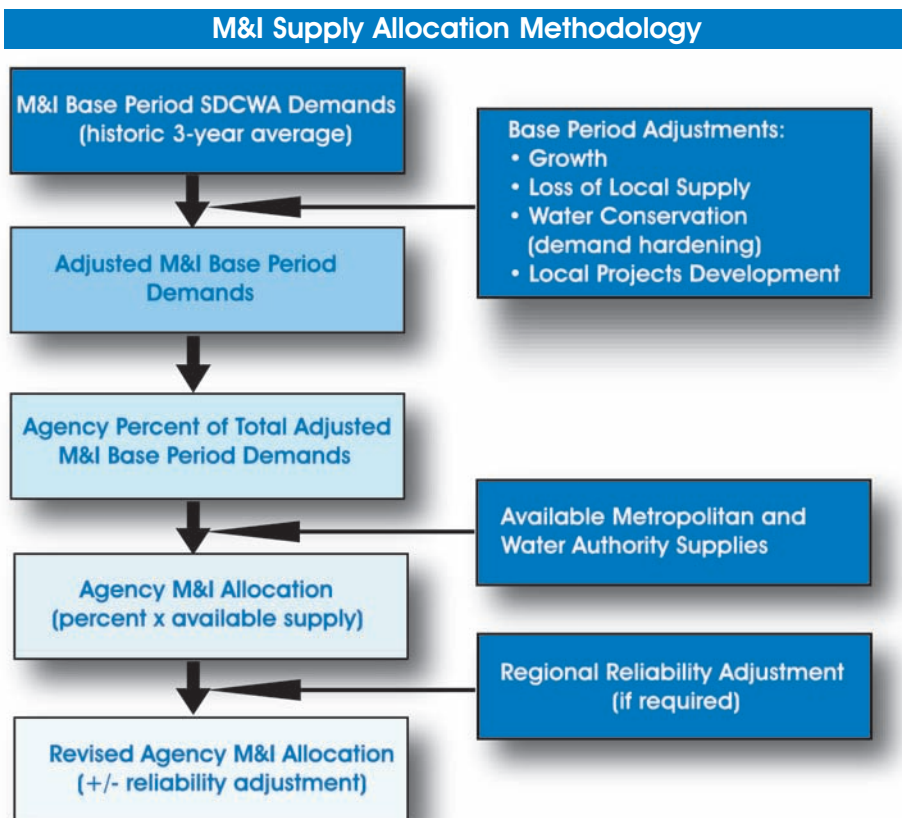 M&I Supply Allocation Methodology
M&I Base Period SDCWA Demands
(historic 3-year average)
Base Period Adjustments:
• Growth
• Loss of Local Supply
• Water Conservation
(demand hardening)
• Local Projects Development
Adjusted M&I Base Period
Demands
Agency Percent of Total Adjusted
M&I Base Period Demands
Available Metropolitan and
Water Authority Supplies
Agency M&I Allocation
(percent x available supply)
Regional Reliability Adjustment
(if required)
Revised Agency M&I Allocation
(+/- reliability adjustment)